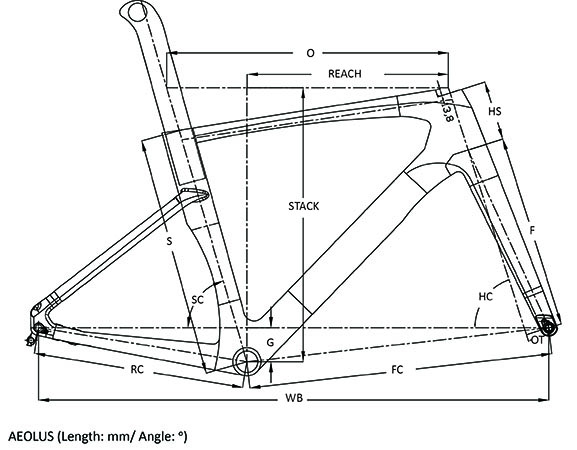 O
REACH
HS
13.8
STACK
S
F
SC
HC
G
OT
RC
FC
WB
AEOLUS (Length: mm/ Angle: °)